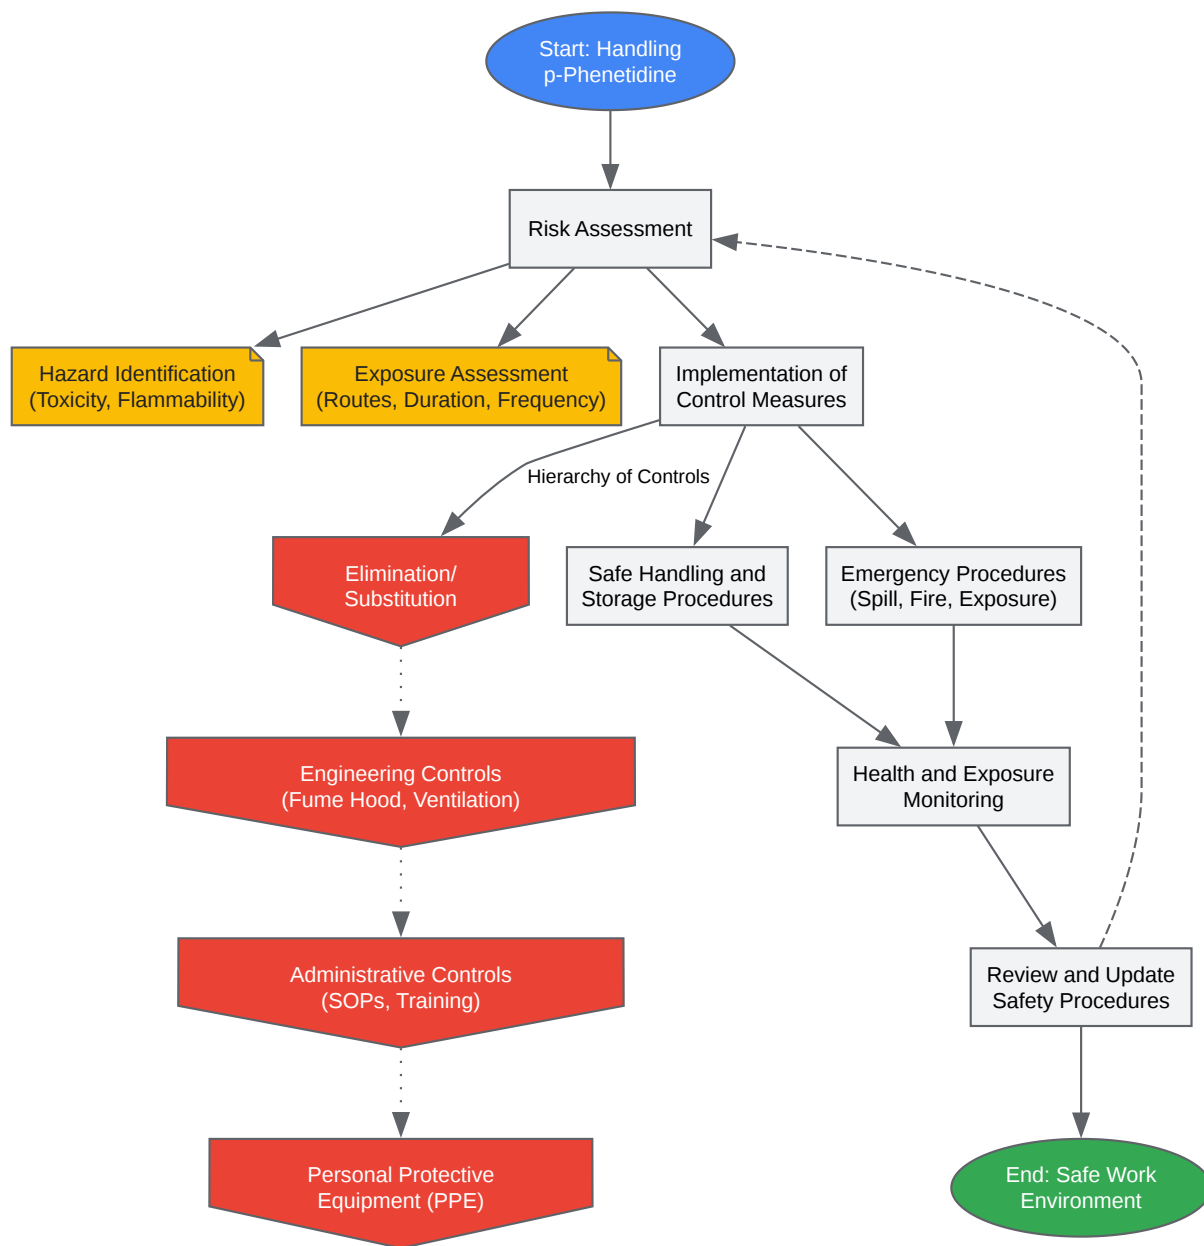 Start: Handling
p-Phenetidine
Risk Assessment
Hazard Identification
(Toxicity, Flammability)
Exposure Assessment
(Routes, Duration, Frequency)
Implementation of
Control Measures
Hierarchy of Controls
Elimination/
Substitution
Safe Handling and
Storage Procedures
Emergency Procedures
(Spill, Fire, Exposure)
Engineering Controls
(Fume Hood, Ventilation)
Health and Exposure
Monitoring
Administrative Controls
(SOPs, Training)
Review and Update
Safety Procedures
Personal Protective
Equipment (PPE)
End: Safe Work
Environment